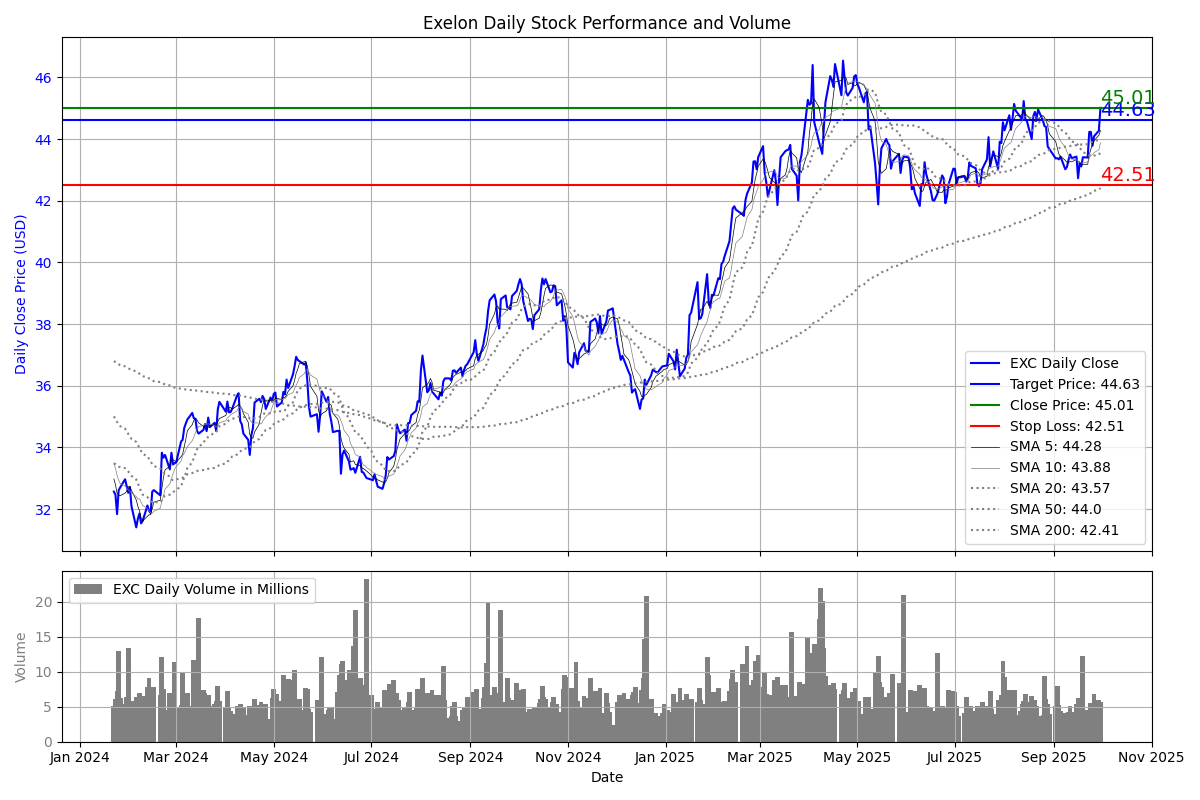 Exelon Daily Stock Performance and Volume
Daily Close Price (USD)
46
44
42
40
38
36
34
32
45.01
44.63
42.51
EXC Daily Close
Target Price: 44.63
Close Price: 45.01
Stop Loss: 42.51
SMA 5: 44.28
SMA 10: 43.88
SMA 20: 43.57
SMA 50: 44.0
SMA 200: 42.41
EXC Daily Volume in Millions
Volume
20
15
10
5
0
Jan 2024 Mar 2024 May 2024 Jul 2024 Sep 2024 Nov 2024 Jan 2025 Mar 2025 May 2025 Jul 2025 Sep 2025 Nov 2025
Date